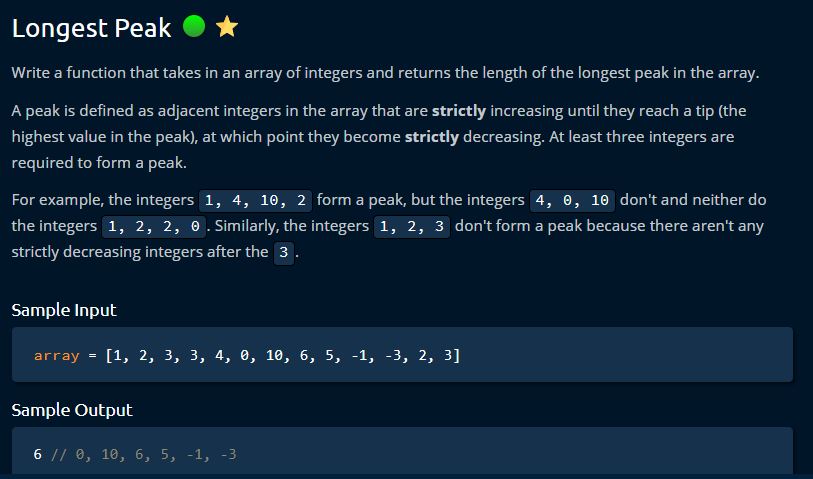 Longest Peak
Write a function that takes in an array of integers and returns the length of the longest peak in the array.
A peak is defined as adjacent integers in the array that are strictly increasing until they reach a tip (the
highest value in the peak), at which point they become strictly decreasing. At least three integers are
required to form a peak.
For example, the integers 1, 4, 10, 2 form a peak, but the integers 4, 0, 10 don't and neither do
the integers 1, 2, 2, 0. Similarly, the integers 1, 2, 3 don't form a peak because there aren't any
strictly decreasing integers after the 3.
Sample Input
array = [1, 2, 3, 3, 4, 0, 10, 6, 5, -1, -3, 2, 3]
Sample Output
6 // 0, 10, 6, 5, -1, -3